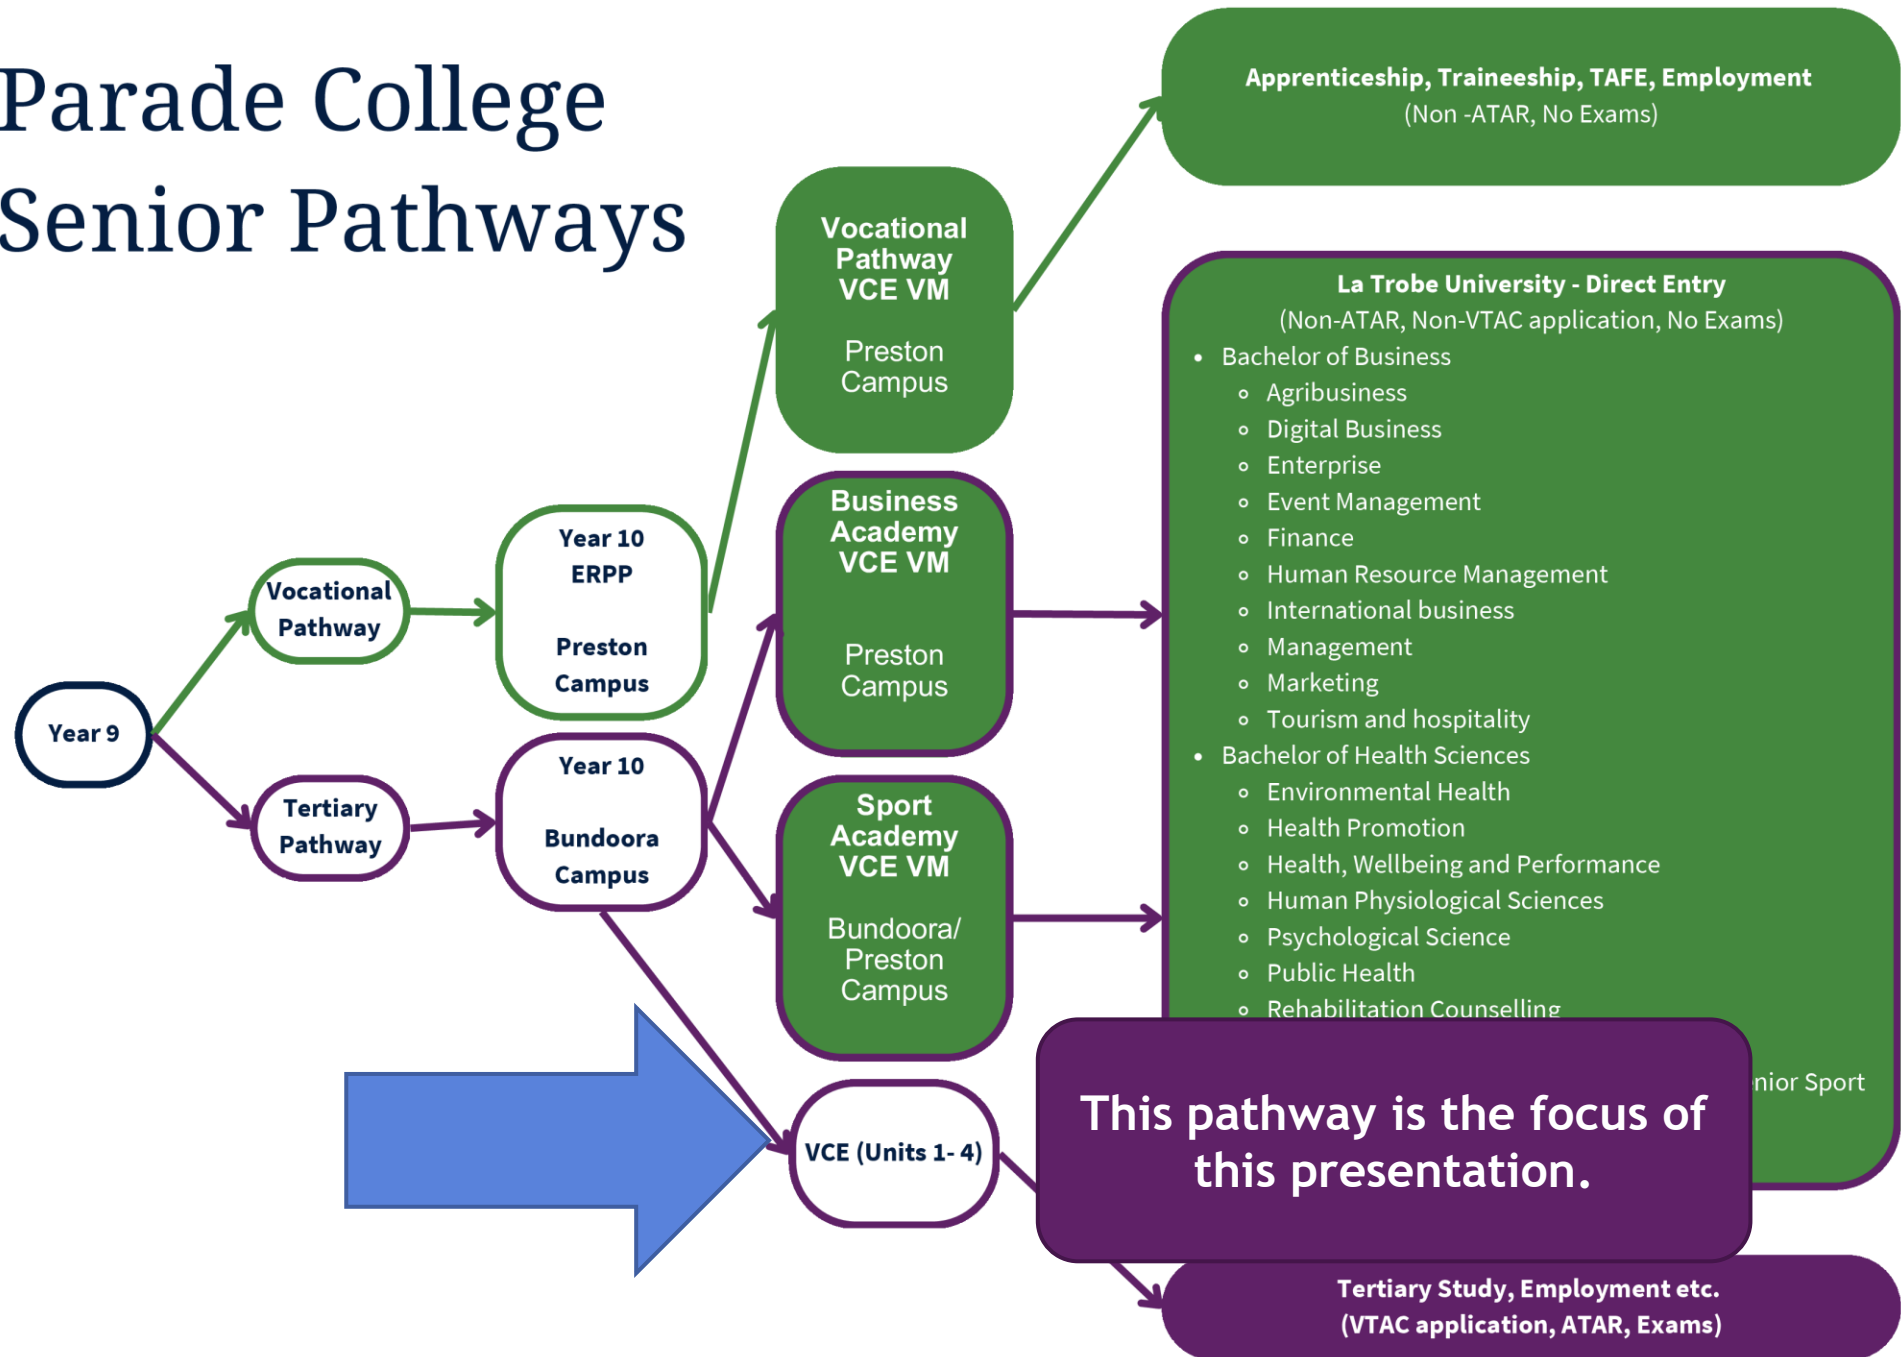 Parade College
Senior Pathways
Year 9
Vocational
Pathway
Tertiary
Pathway
Year 10
ERPP
Preston
Campus
Year 10
Bundoora
Campus
Vocational
Pathway
VCE VM
Preston
Campus
Business
Academy
VCE VM
Preston
Campus
Sport
Academy
VCE VM
Bundoora/
Preston
Campus
VCE (Units 1- 4)
Apprenticeship, Traineeship, TAFE, Employment
(Non -ATAR, No Exams)
La Trobe University - Direct Entry
(Non-ATAR, Non-VTAC application, No Exams)
• Bachelor of Business
◦ Agribusiness
◦ Digital Business
◦ Enterprise
◦ Event Management
◦ Finance
◦ Human Resource Management
◦ International business
◦ Management
◦ Marketing
◦ Tourism and hospitality
• Bachelor of Health Sciences
◦ Environmental Health
◦ Health Promotion
◦ Health, Wellbeing and Performance
◦ Human Physiological Sciences
◦ Psychological Science
◦ Public Health
◦ Rehabilitation Counselling
Sport
This pathway is the focus of
this presentation.
Tertiary Study, Employment etc.
(VTAC application, ATAR, Exams)